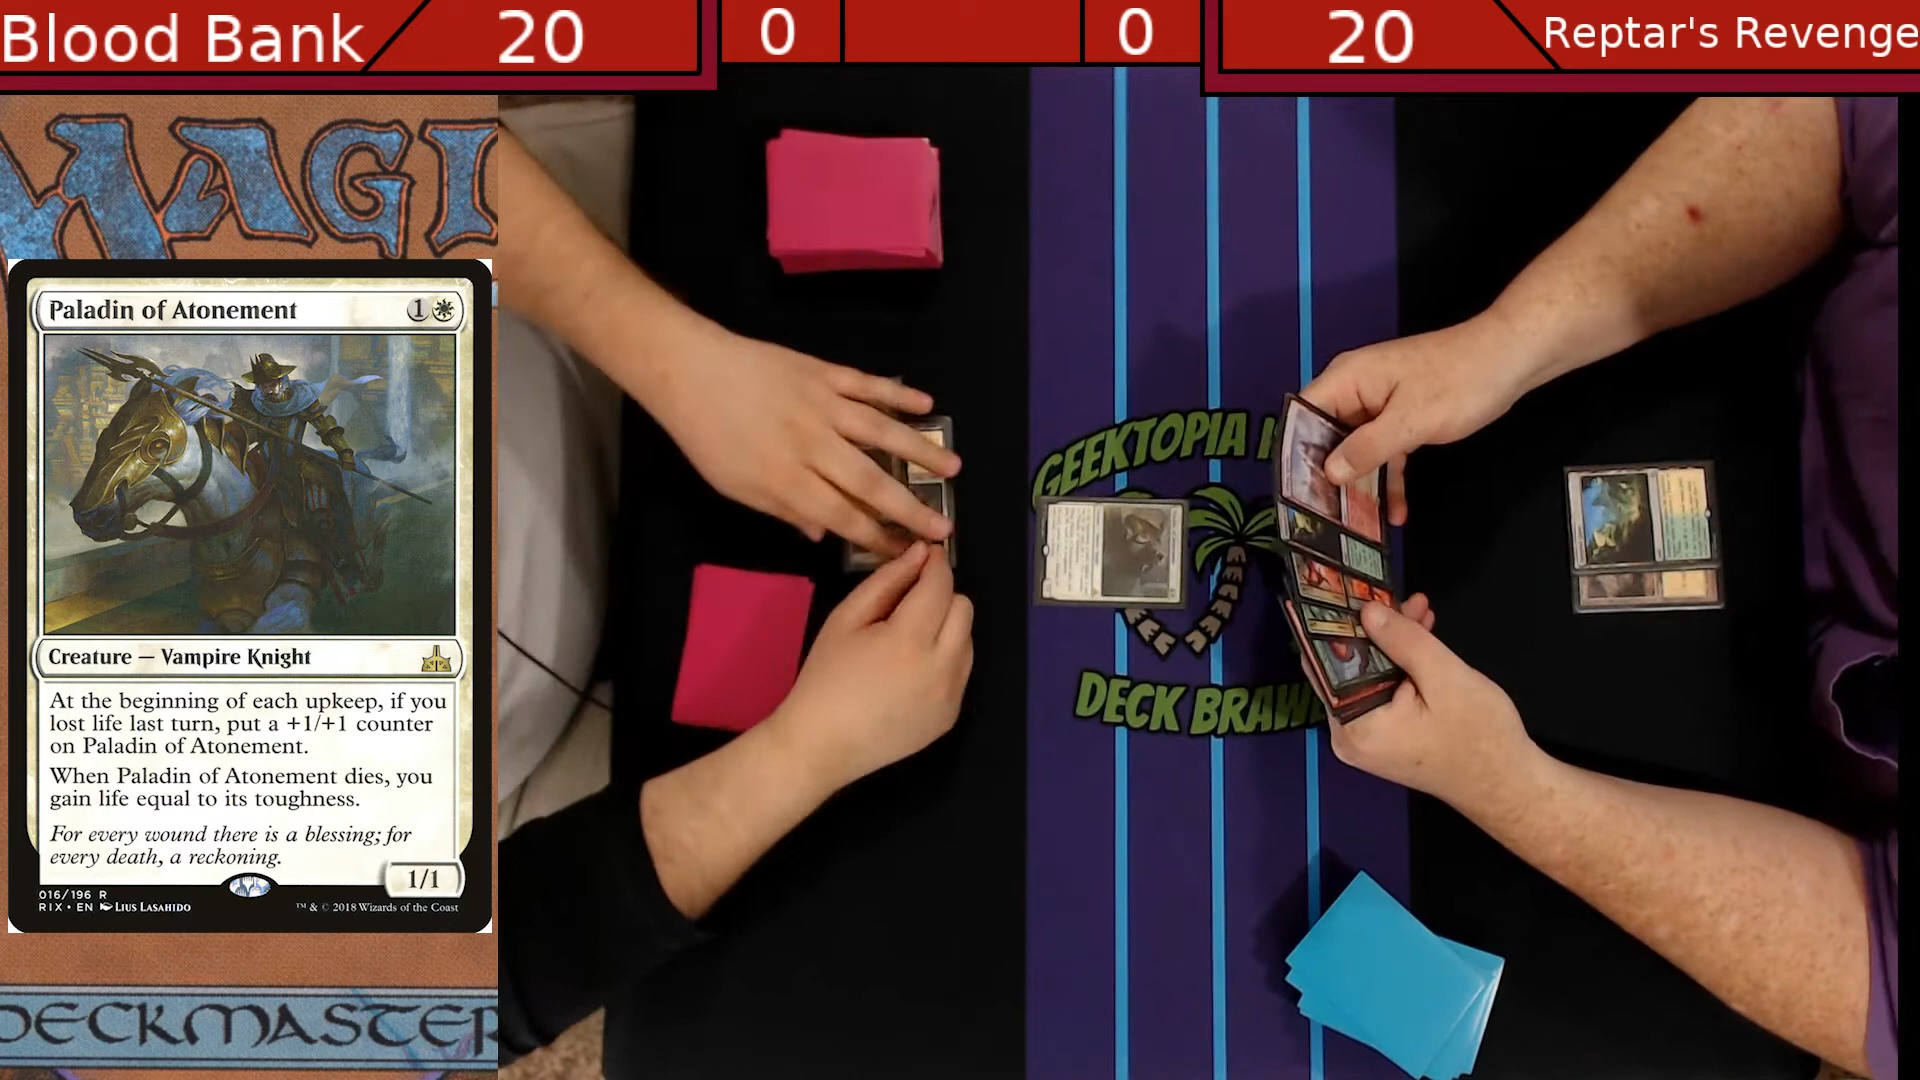 Blood Bank
20
0
0
20
Reptar's Revenge
MAGI
Paladin of Atonement
1
Creature — Vampire Knight
At the beginning of each upkeep, if you
lost life last turn, put a +1/+1 counter
on Paladin of Atonement.
When Paladin of Atonement dies, you
gain life equal to its toughness.
For every wound there is a blessing; for
every death, a reckoning.
1/1
016/196 R
RIX • EN Lius Lasahido
™ & © 2018 Wizards of the Coast
DECKMASTER
GEEKTOPIA
DECK BRAW